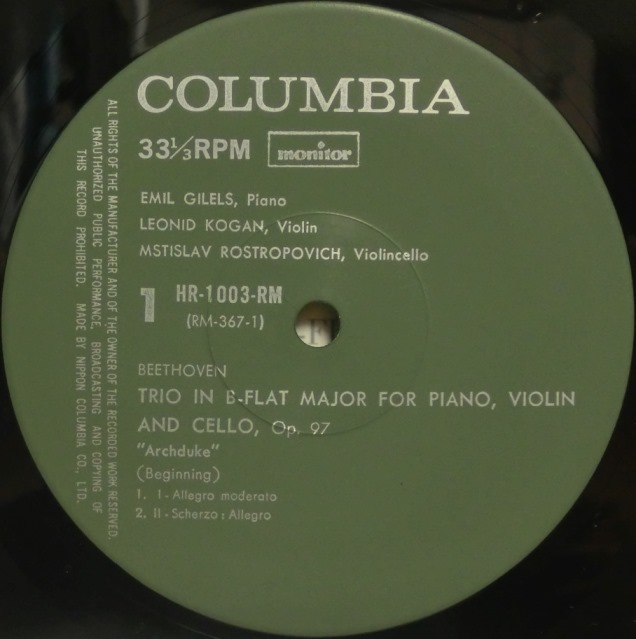 COLUMBIA
33⅓RPM monitor
EMIL GILELS, Piano
LEONID KOGAN, Violin
MSTISLAV ROSTROPOVICH, Violincello
1 HR-1003-RM
(RM-367-1)
BEETHOVEN
TRIO IN B-FLAT MAJOR FOR PIANO, VIOLIN
AND CELLO, Op. 97
"Archduke"
(Beginning)
1. I-Allegro moderato
2. II-Scherzo: Allegro
ALL RIGHTS OF THE MANUFACTURER AND OF THE OWNER OF THE RECORDED WORK RESERVED.
UNAUTHORIZED PUBLIC PERFORMANCE, BROADCASTING AND COPYING OF
THIS RECORD PROHIBITED. MADE BY NIPPON COLUMBIA CO., LTD.